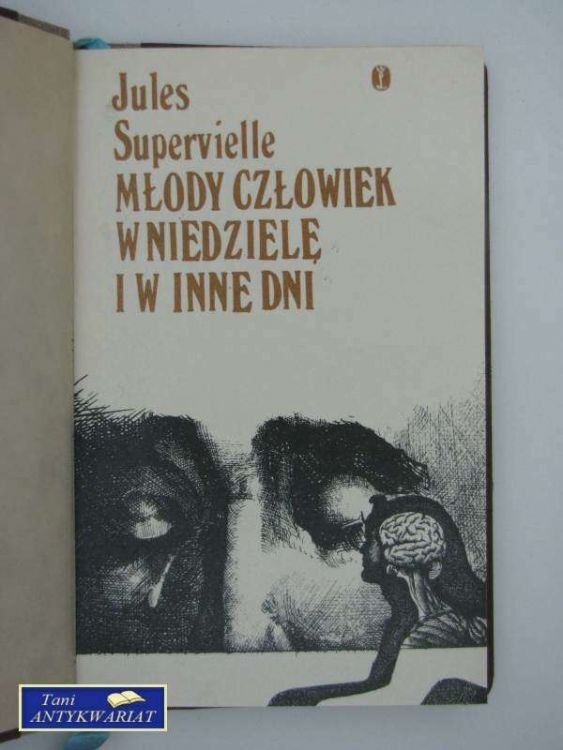 Jules
Supervielle
MŁODY CZŁOWIEK
W NIEDZIELĘ
I W INNE DNI
Tani
ANTYKWARIAT